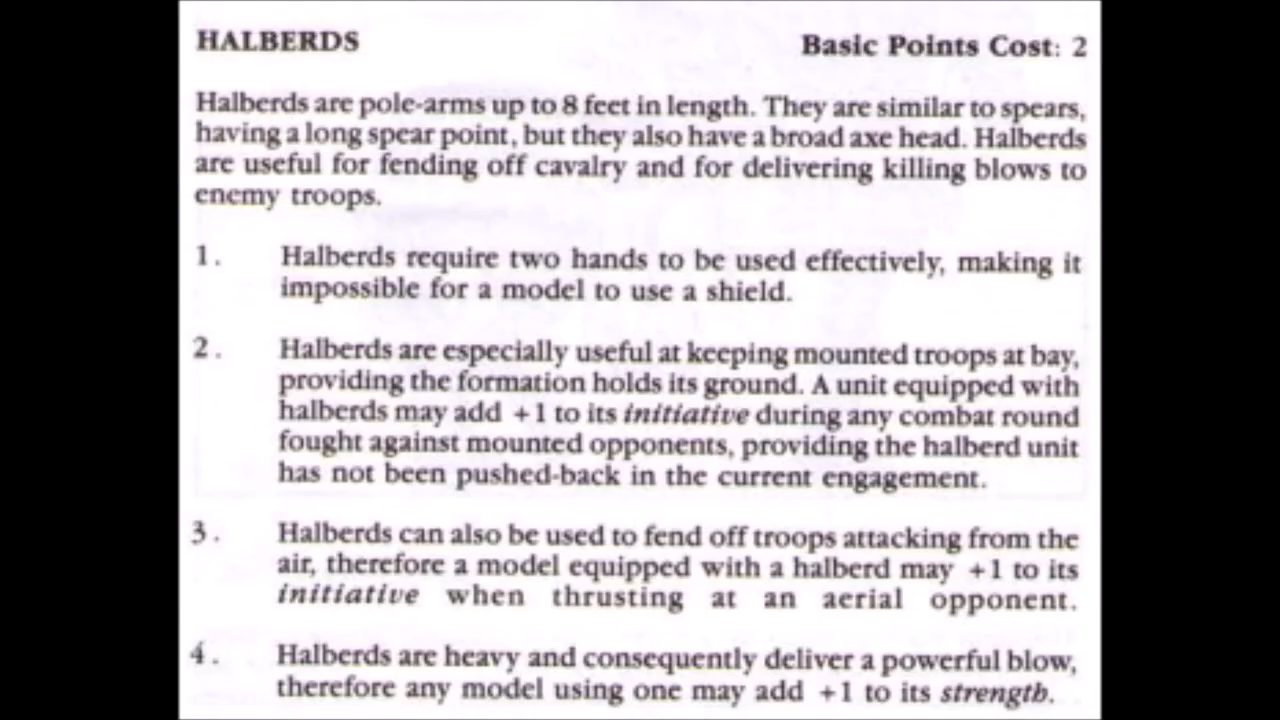 HALBERDS Basic Points Cost: 2
Halberds are pole-arms up to 8 feet in length. They are similar to spears,
having a long spear point, but they also have a broad axe head. Halberds
are useful for fending off cavalry and for delivering killing blows to
enemy troops.
1. Halberds require two hands to be used effectively, making it
impossible for a model to use a shield.
2. Halberds are especially useful at keeping mounted troops at bay,
providing the formation holds its ground. A unit equipped with
halberds may add +1 to its initiative during any combat round
fought against mounted opponents, providing the halberd unit
has not been pushed-back in the current engagement.
3. Halberds can also be used to fend off troops attacking from the
air, therefore a model equipped with a halberd may +1 to its
initiative when thrusting at an aerial opponent.
4. Halberds are heavy and consequently deliver a powerful blow,
therefore any model using one may add +1 to its strength.